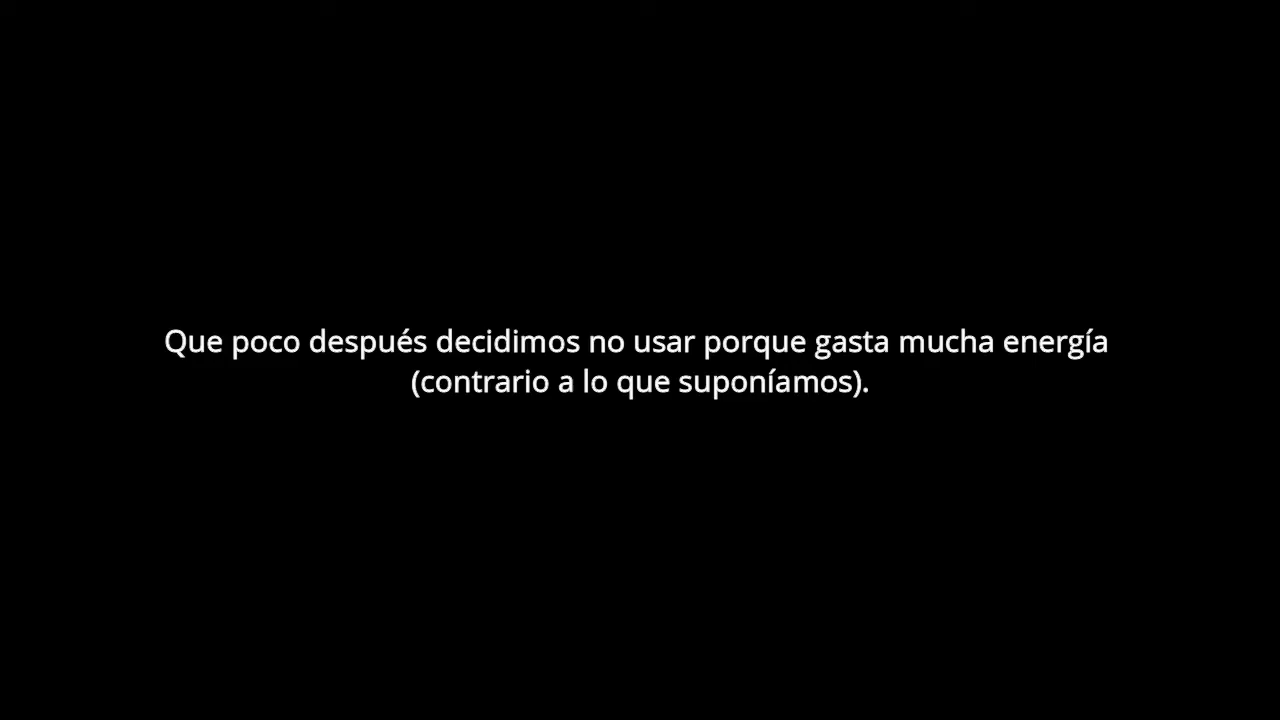 Que poco después decidimos no usar porque gasta mucha energía
(contrario a lo que suponíamos).